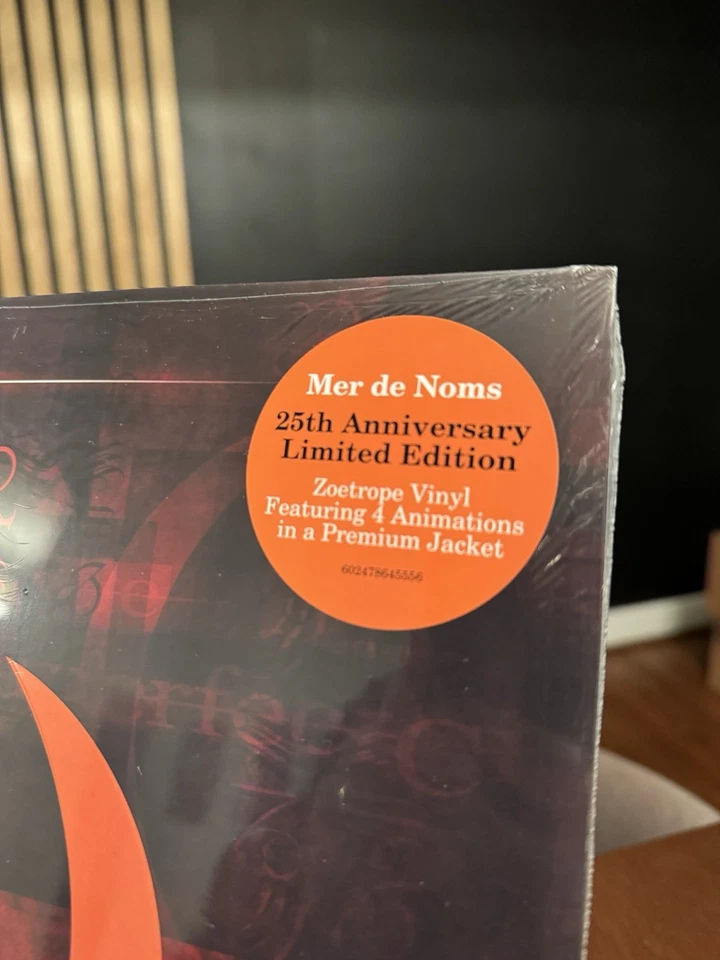 Mer de Noms
25th Anniversary
Limited Edition
Zoetrope Vinyl
Featuring 4 Animations
in a Premium Jacket
602478645556